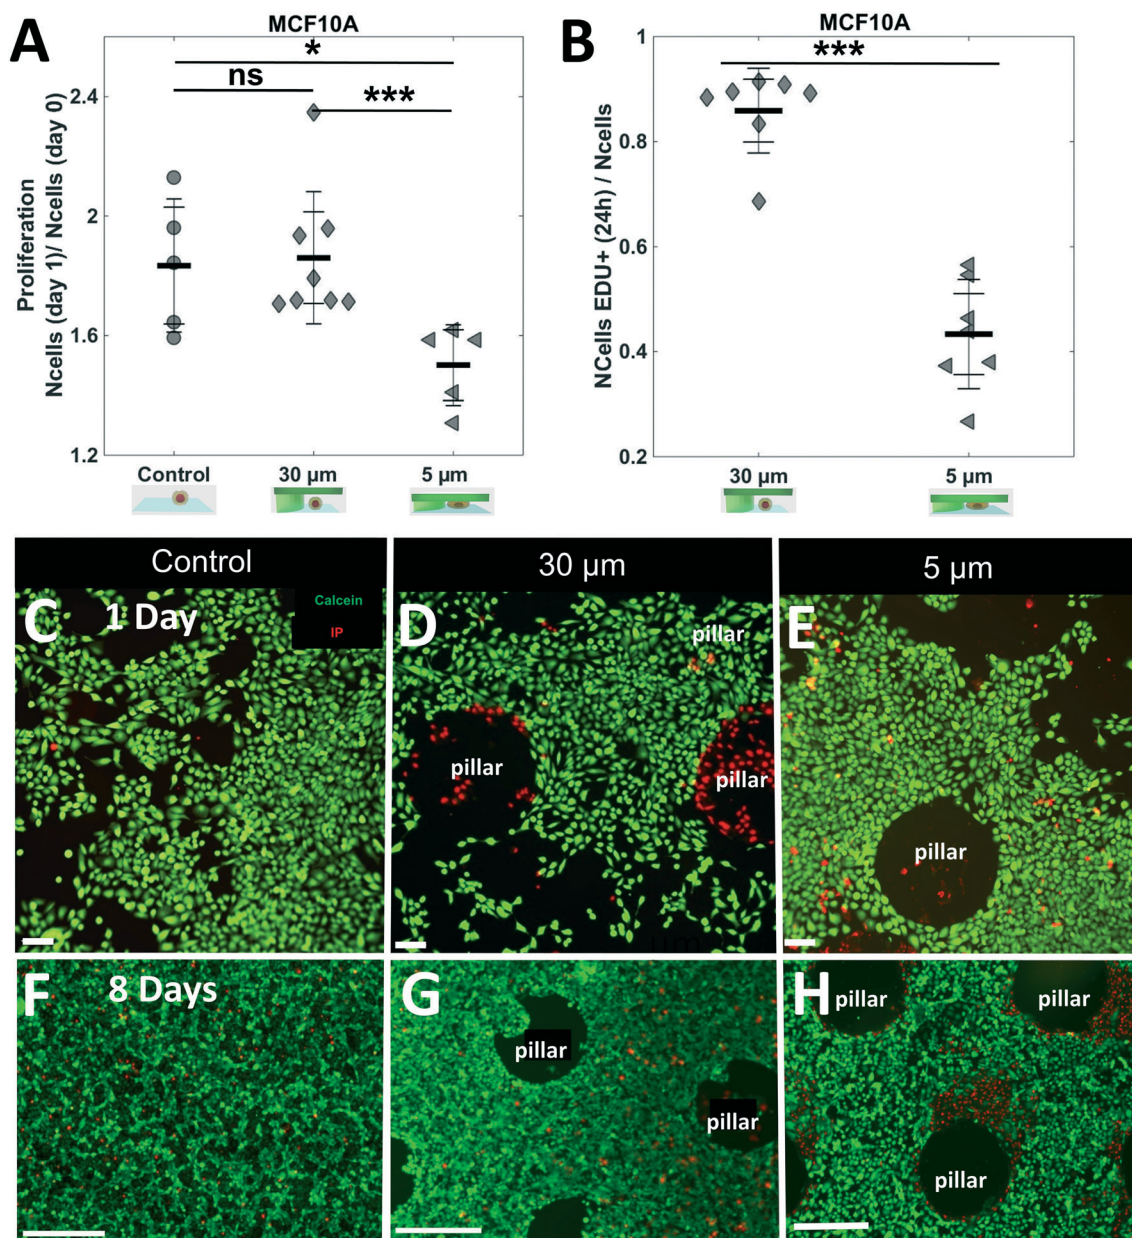 A
MCF10A
Proliferation
Ncells (day 1)/ Ncells (day 0)
2.4
2
1.6
1.2
*
ns
***
Control
30 µm
5 µm
B
MCF10A
NCells EDU+ (24h) / Ncells
1
0.8
0.6
0.4
0.2
***
30 µm
5 µm
Control
30 µm
5 µm
C
1 Day
Calcein
IP
D
pillar
pillar
pillar
µm
E
pillar
F
8 Days
G
pillar
pillar
H
pillar
pillar
pillar